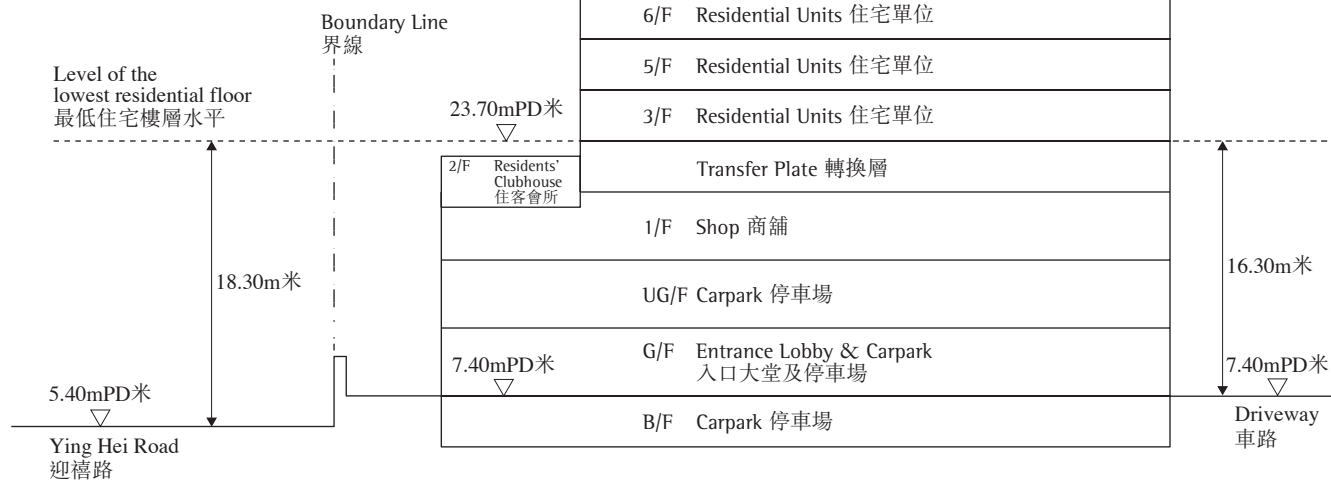 6/F Residential Units 住宅單位
Boundary Line
界線
5/F Residential Units 住宅單位
Level of the
lowest residential floor
最低住宅樓層水平
23.70mPD米
3/F Residential Units 住宅單位
2/F Residents'
Clubhouse
住客會所
Transfer Plate 轉換層
1/F Shop 商舖
18.30m米
16.30m米
UG/F Carpark 停車場
G/F Entrance Lobby & Carpark
入口大堂及停車場
7.40mPD米
7.40mPD米
5.40mPD米
B/F Carpark 停車場
Driveway
車路
Ying Hei Road
迎禧路